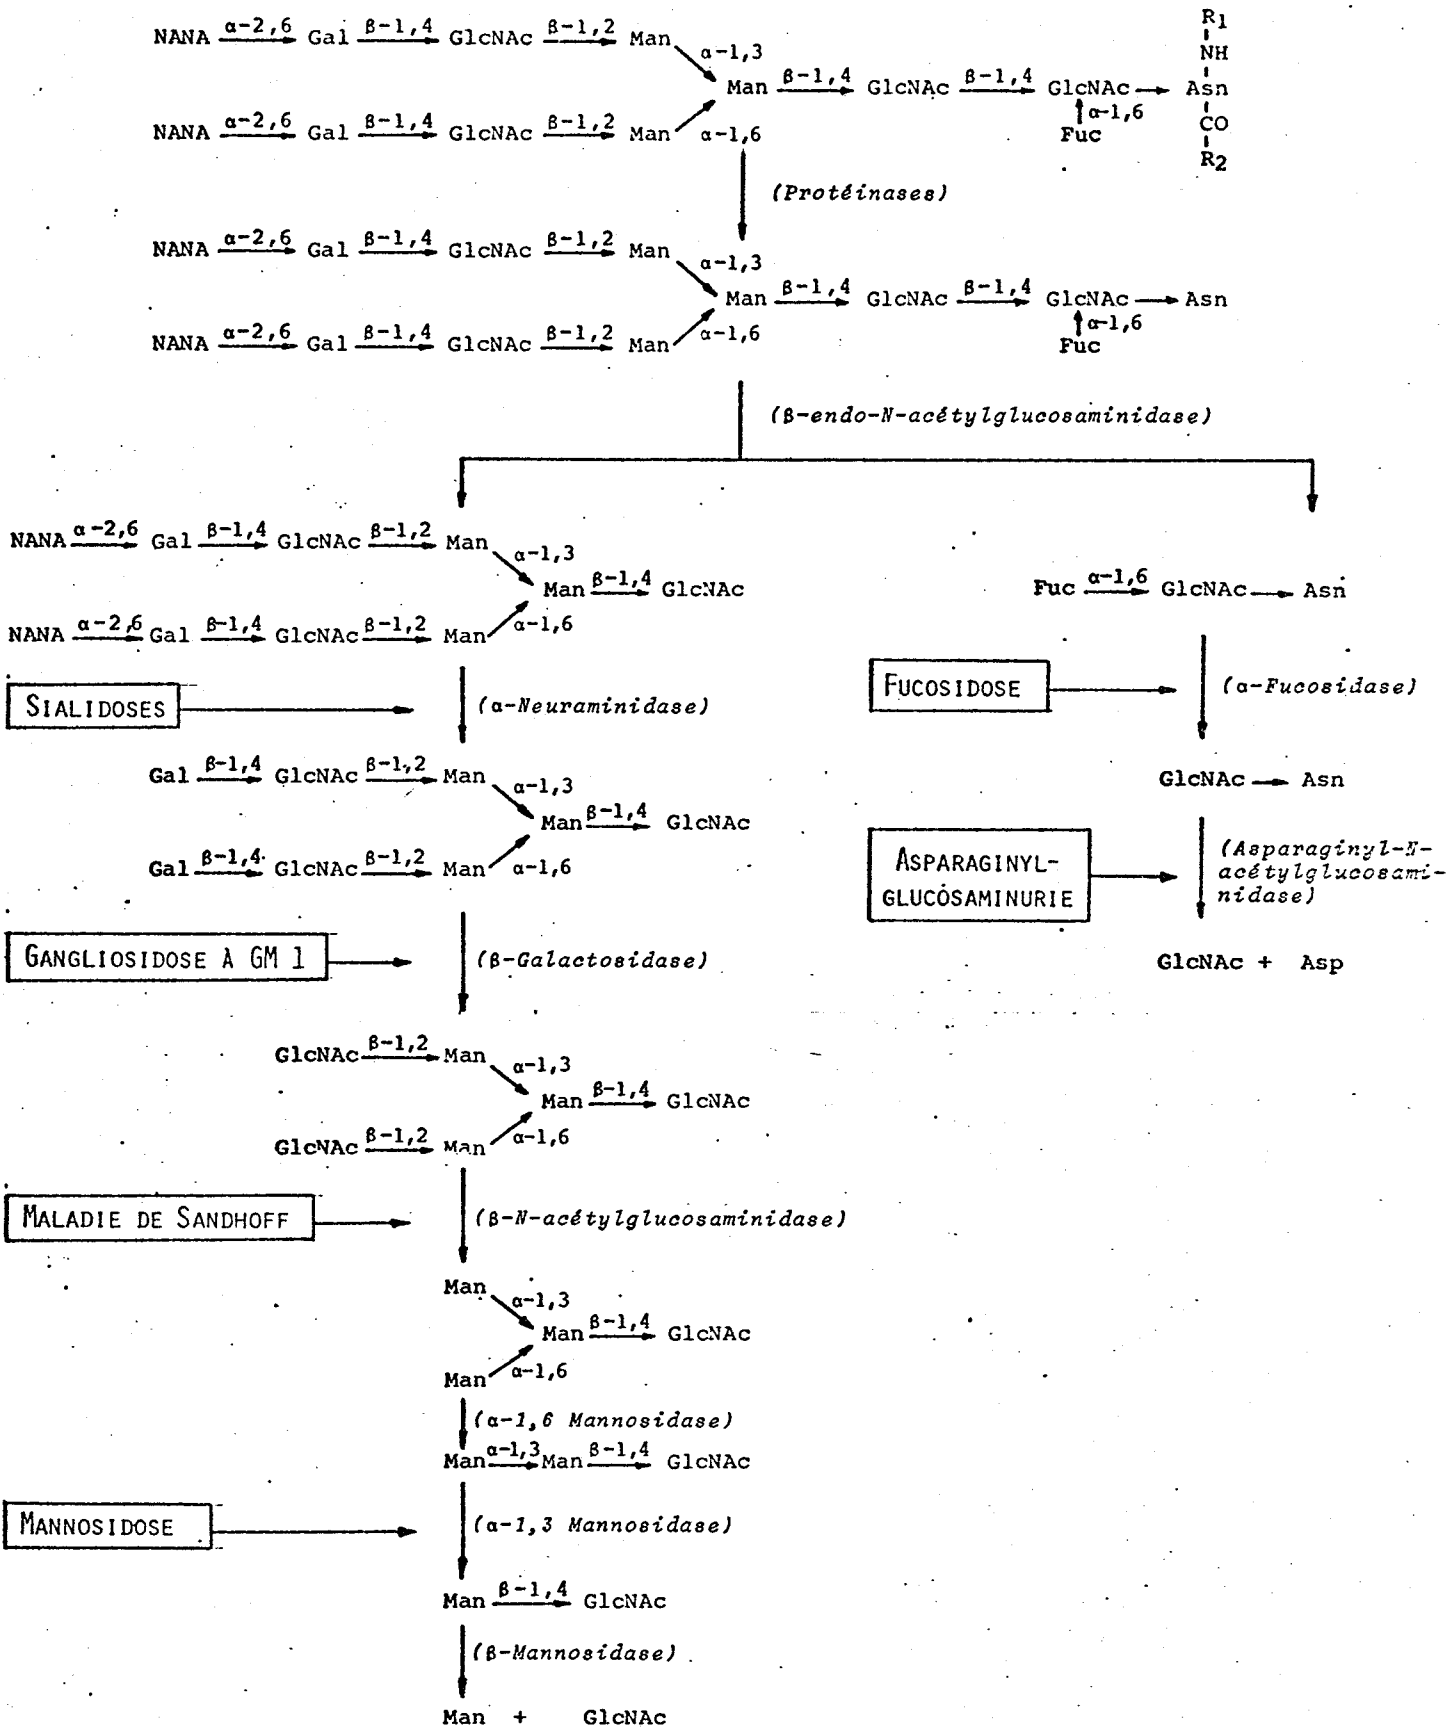 R1
NANA α-2,6 Gal β-1,4 GlcNAc β-1,2 Man
NH
α-1,3
Man β-1,4 GlcNAc β-1,4 GlcNAc Asn
α-1,6
CO
NANA α-2,6 Gal β-1,4 GlcNAc β-1,2 Man α-1,6
Fuc
R2
(Protéinases)
NANA α-2,6 Gal β-1,4 GlcNAc β-1,2 Man
α-1,3
Man β-1,4 GlcNAc β-1,4 GlcNAc Asn
α-1,6
NANA α-2,6 Gal β-1,4 GlcNAc β-1,2 Man α-1,6
Fuc
(β-endo-N-acétylglucosaminidase)
NANA α-2,6 Gal β-1,4 GlcNAc β-1,2 Man
α-1,3
Man β-1,4 GlcNAc
NANA α-2,6 Gal β-1,4 GlcNAc β-1,2 Man α-1,6
Fuc α-1,6 GlcNAc Asn
SIALIDOSES
(α-Neuraminidase)
FUCOSIDOSE
(α-Fucosidase)
Gal β-1,4 GlcNAc β-1,2 Man
α-1,3
Man β-1,4 GlcNAc
Gal β-1,4 GlcNAc β-1,2 Man α-1,6
GlcNAc Asn
ASPARAGINYL-
GLUCOSAMINURIE
(Asparaginyl-N-
acétylglucosami-
nidase)
GANGLIOSIDOSE A GM 1
(β-Galactosidase)
GlcNAc + Asp
GlcNAc β-1,2 Man
α-1,3
Man β-1,4 GlcNAc
GlcNAc β-1,2 Man α-1,6
MALADIE DE SANDHOFF
(β-N-acétylglucosaminidase)
Man
α-1,3
Man β-1,4 GlcNAc
Man α-1,6
(α-1,6 Mannosidase)
Man α-1,3 Man β-1,4 GlcNAc
MANNOSIDOSE
(α-1,3 Mannosidase)
Man β-1,4 GlcNAc
(β-Mannosidase)
Man + GlcNAc